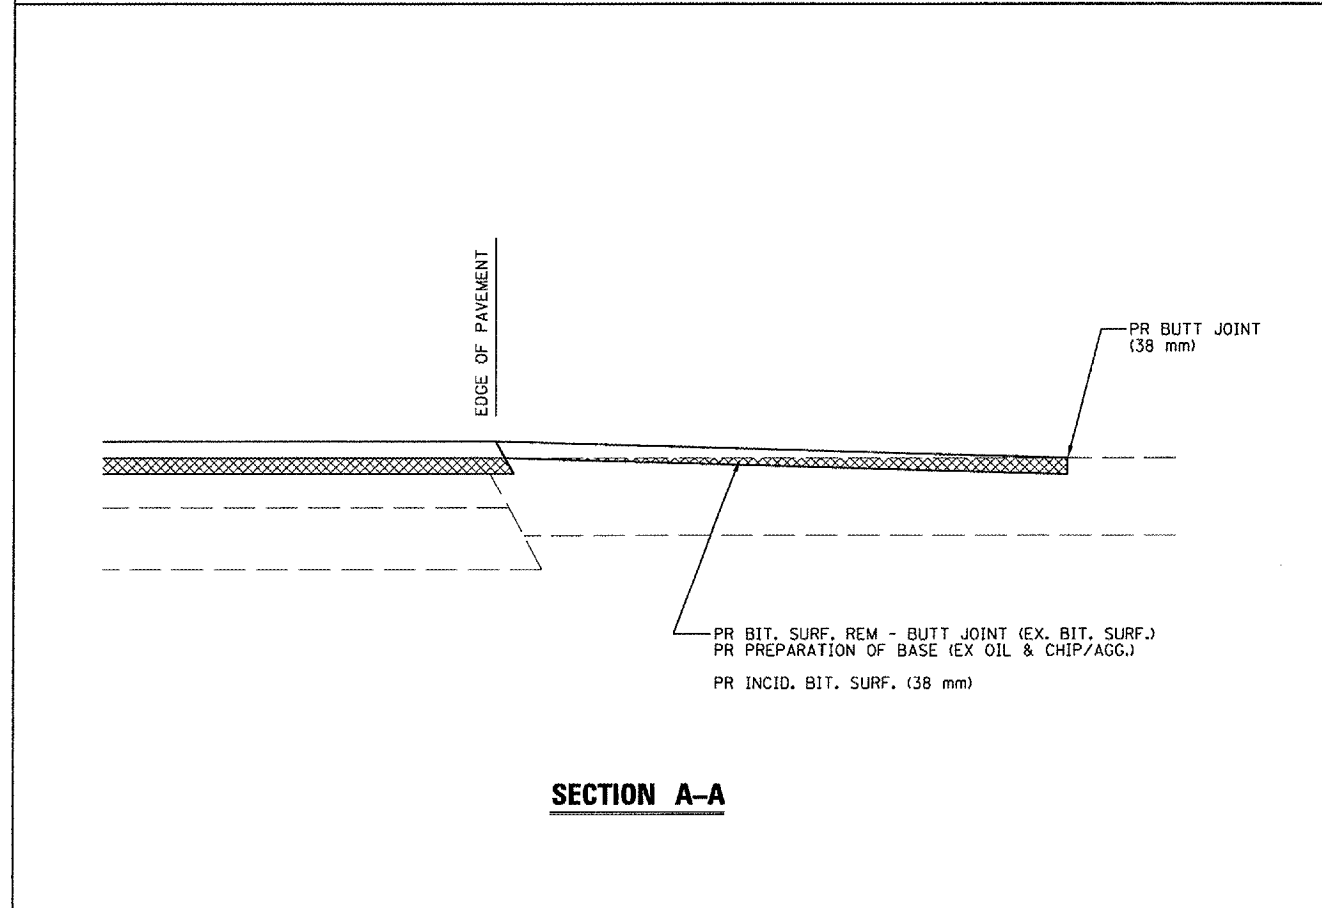 EDGE OF PAVEMENT
PR BUTT JOINT
(38 mm)
PR BIT. SURF. REM - BUTT JOINT (EX. BIT. SURF.)
PR PREPARATION OF BASE (EX OIL & CHIP/AGG.)
PR INCID. BIT. SURF. (38 mm)
SECTION A–A